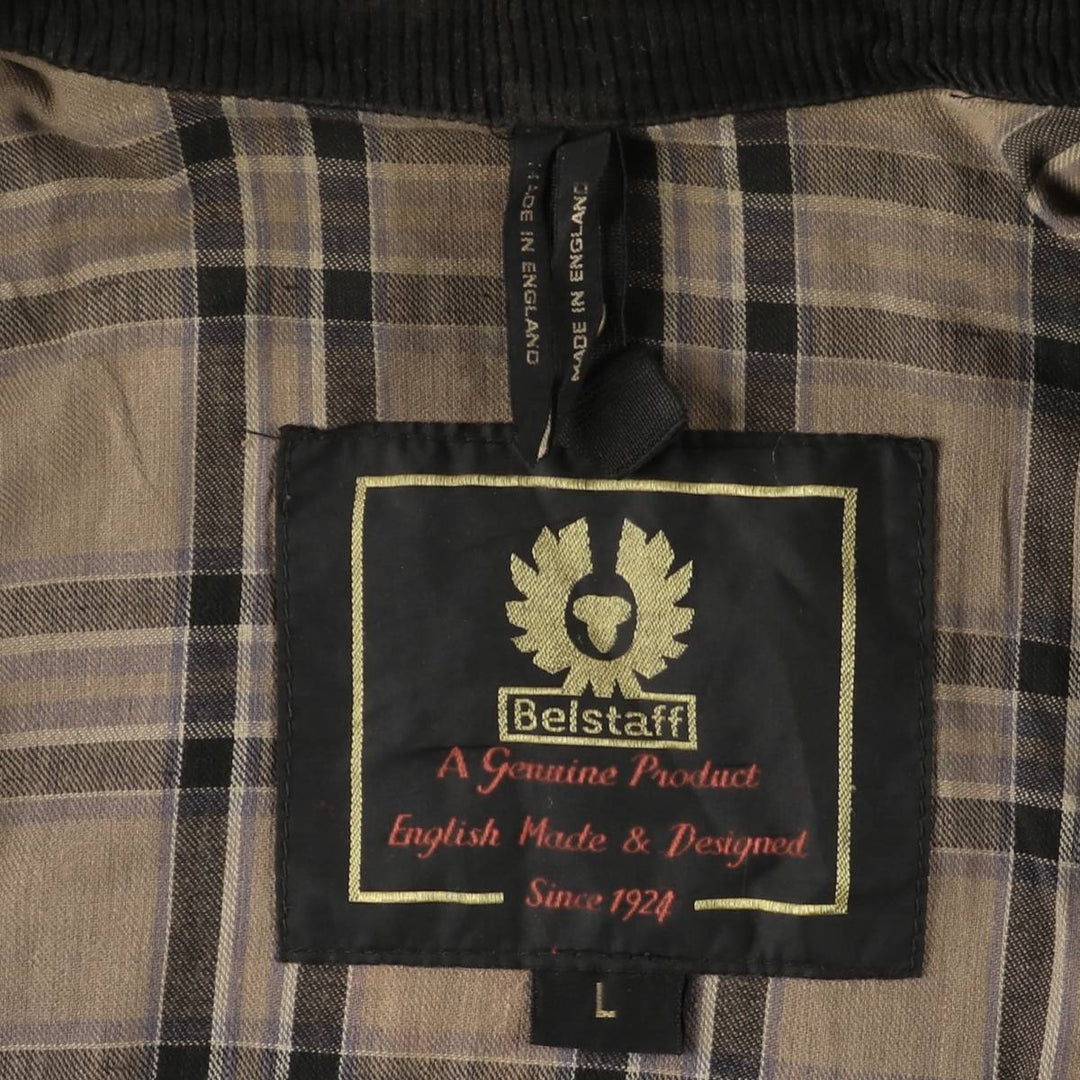 MADE IN ENGLAND
MADE IN ENGLAND
Belstaff
A Genuine Product
English Made & Designed
Since 1924
L